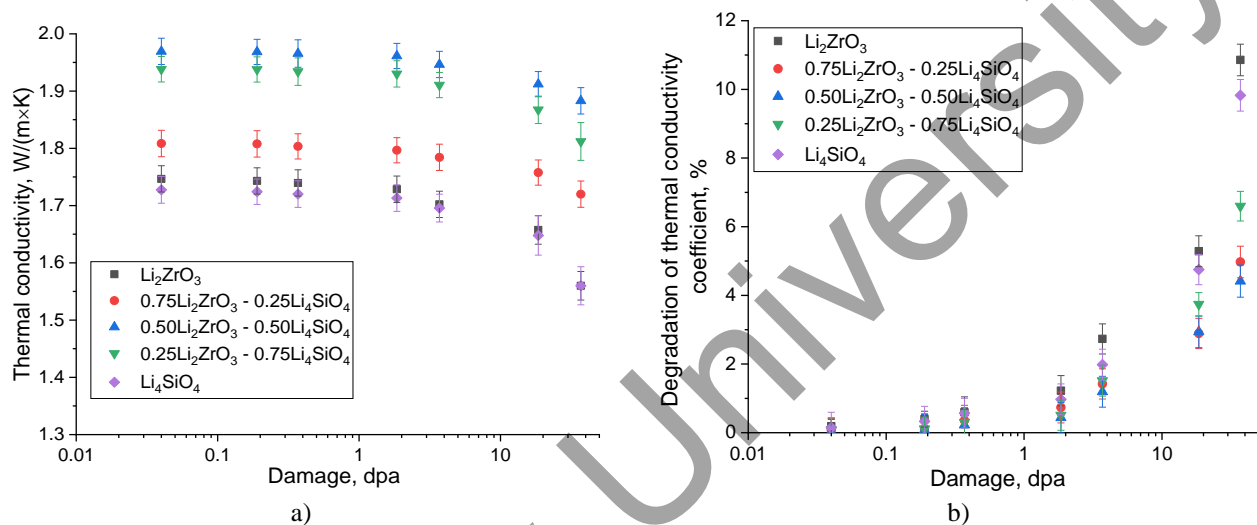 2.0
1.9
1.8
1.7
1.6
1.5
1.4
1.3
Thermal conductivity, W/(m×K)
Li₂ZrO₃
0.75Li₂ZrO₃ - 0.25Li₄SiO₄
0.50Li₂ZrO₃ - 0.50Li₄SiO₄
0.25Li₂ZrO₃ - 0.75Li₄SiO₄
Li₄SiO₄
0.01 0.1 1 10
Damage, dpa
a)
12
10
8
6
4
2
0
Degradation of thermal conductivity
coefficient, %
Li₂ZrO₃
0.75Li₂ZrO₃ - 0.25Li₄SiO₄
0.50Li₂ZrO₃ - 0.50Li₄SiO₄
0.25Li₂ZrO₃ - 0.75Li₄SiO₄
Li₄SiO₄
0.01 0.1 1 10
Damage, dpa
b)
University